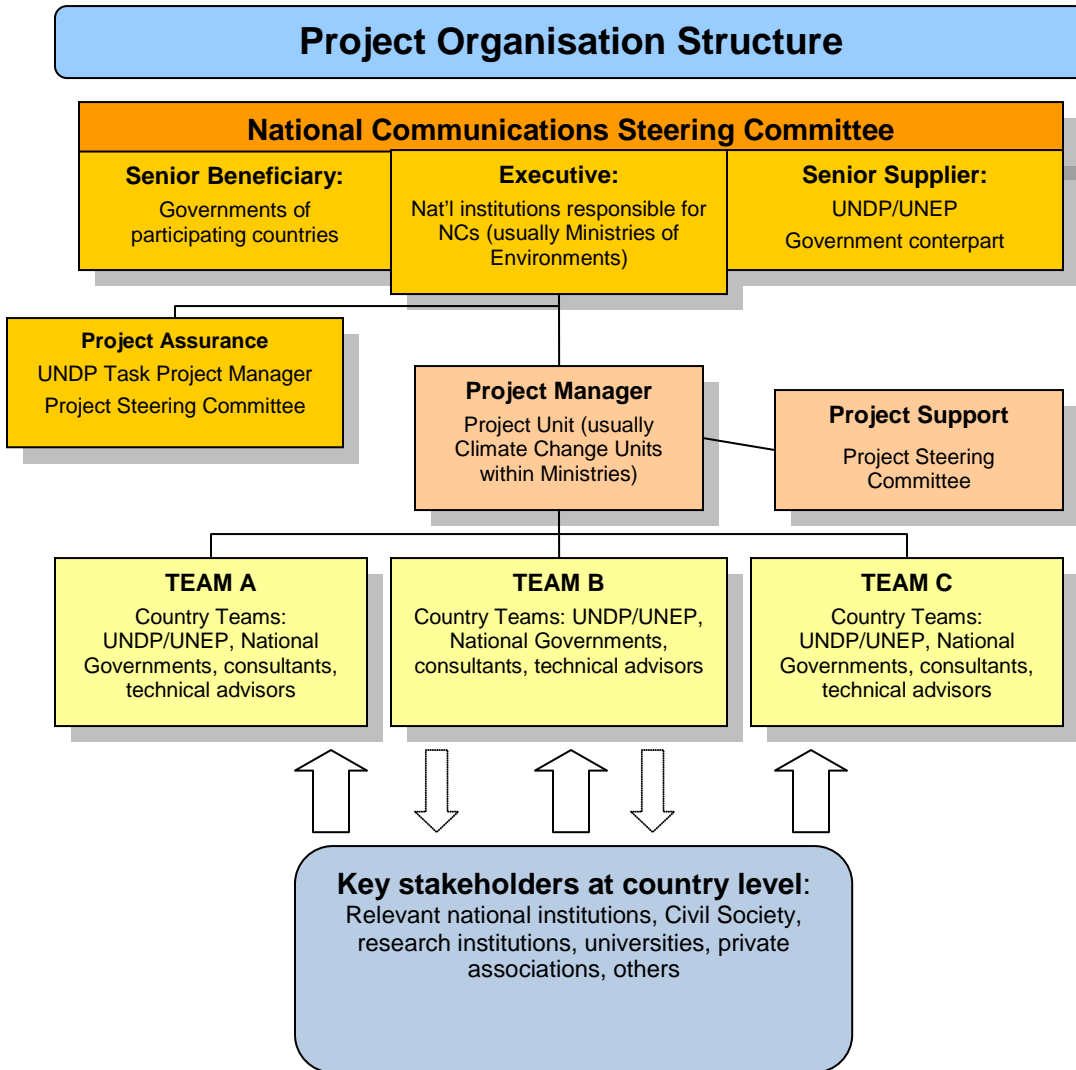 Project Organisation Structure
National Communications Steering Committee
Senior Beneficiary:
Governments of
participating countries
Executive:
Nat'l institutions responsible for
NCs (usually Ministries of
Environments)
Senior Supplier:
UNDP/UNEP
Government conterpart
Project Assurance
UNDP Task Project Manager
Project Steering Committee
Project Manager
Project Unit (usually
Climate Change Units
within Ministries)
Project Support
Project Steering
Committee
TEAM A
Country Teams:
UNDP/UNEP, National
Governments, consultants,
technical advisors
TEAM B
Country Teams: UNDP/UNEP,
National Governments,
consultants, technical advisors
TEAM C
Country Teams:
UNDP/UNEP, National
Governments, consultants,
technical advisors
Key stakeholders at country level:
Relevant national institutions, Civil Society,
research institutions, universities, private
associations, others